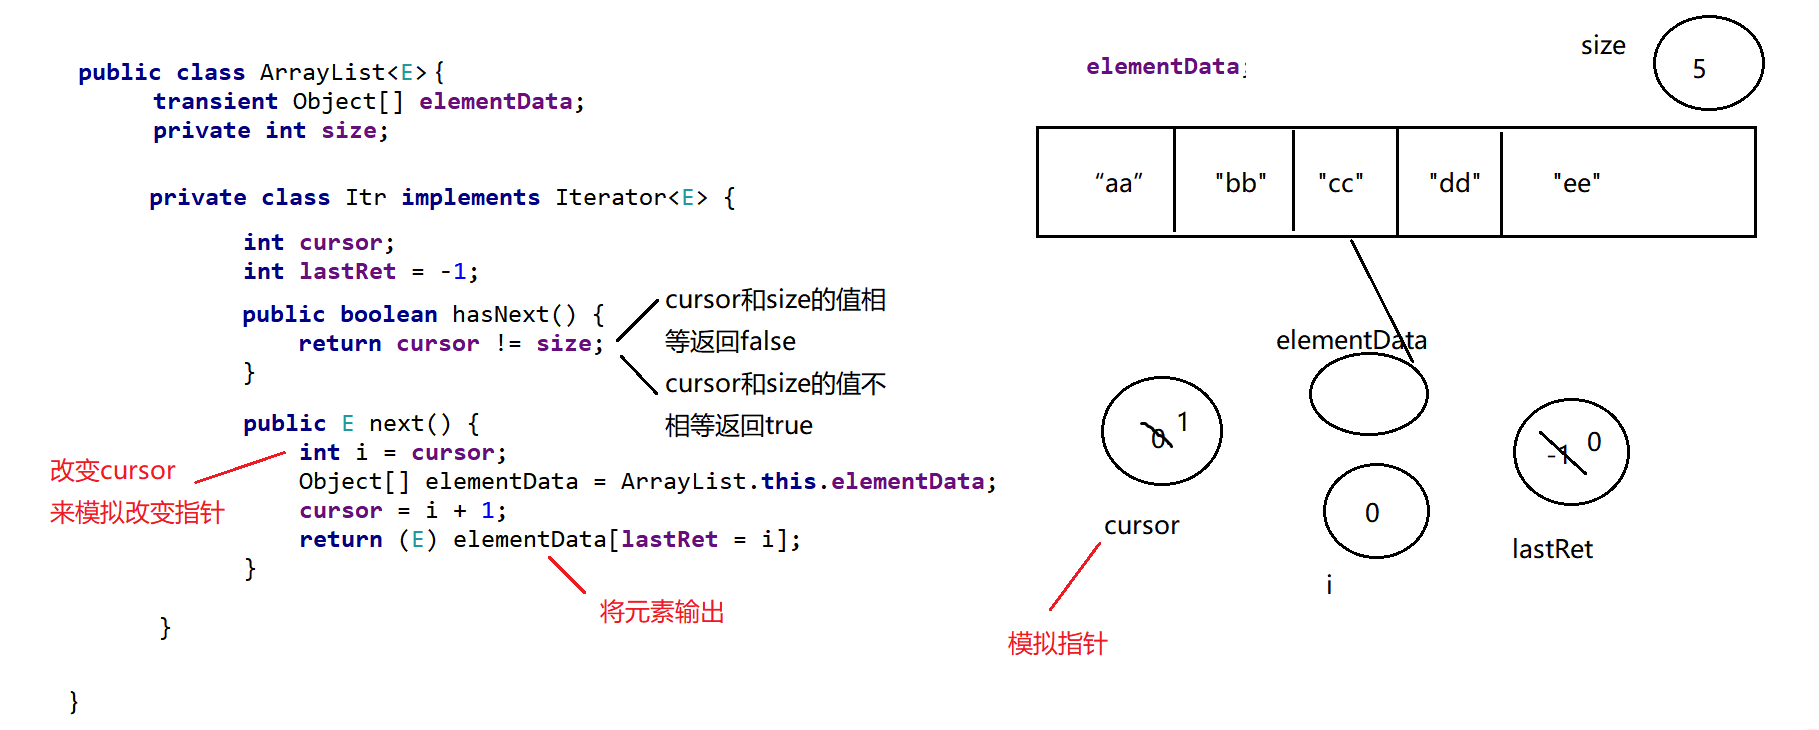 public class ArrayList<E>{
transient Object[] elementData;
private int size;
private class Itr implements Iterator<E> {
int cursor;
int lastRet = -1;
public boolean hasNext() {
return cursor != size;
}
cursor和size的值相
等返回false
cursor和size的值不
相等返回true
public E next() {
int i = cursor;
Object[] elementData = ArrayList.this.elementData;
cursor = i + 1;
return (E) elementData[lastRet = i];
}
}
}
改变cursor
来模拟改变指针
将元素输出
elementData;
size
5
“aa” "bb" "cc" "dd" "ee"
elementData
0 1
cursor
模拟指针
0
i
-1 0
lastRet